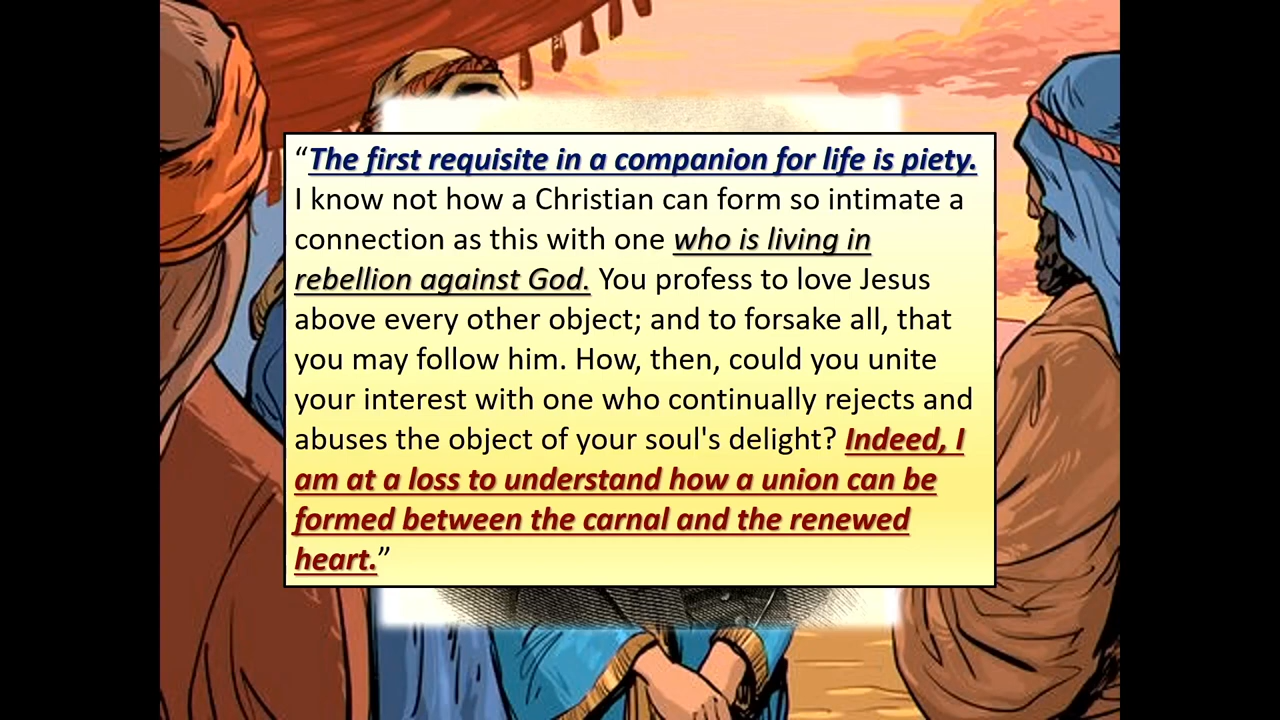 “The first requisite in a companion for life is piety.
I know not how a Christian can form so intimate a
connection as this with one who is living in
rebellion against God. You profess to love Jesus
above every other object; and to forsake all, that
you may follow him. How, then, could you unite
your interest with one who continually rejects and
abuses the object of your soul's delight? Indeed, I
am at a loss to understand how a union can be
formed between the carnal and the renewed
heart.”